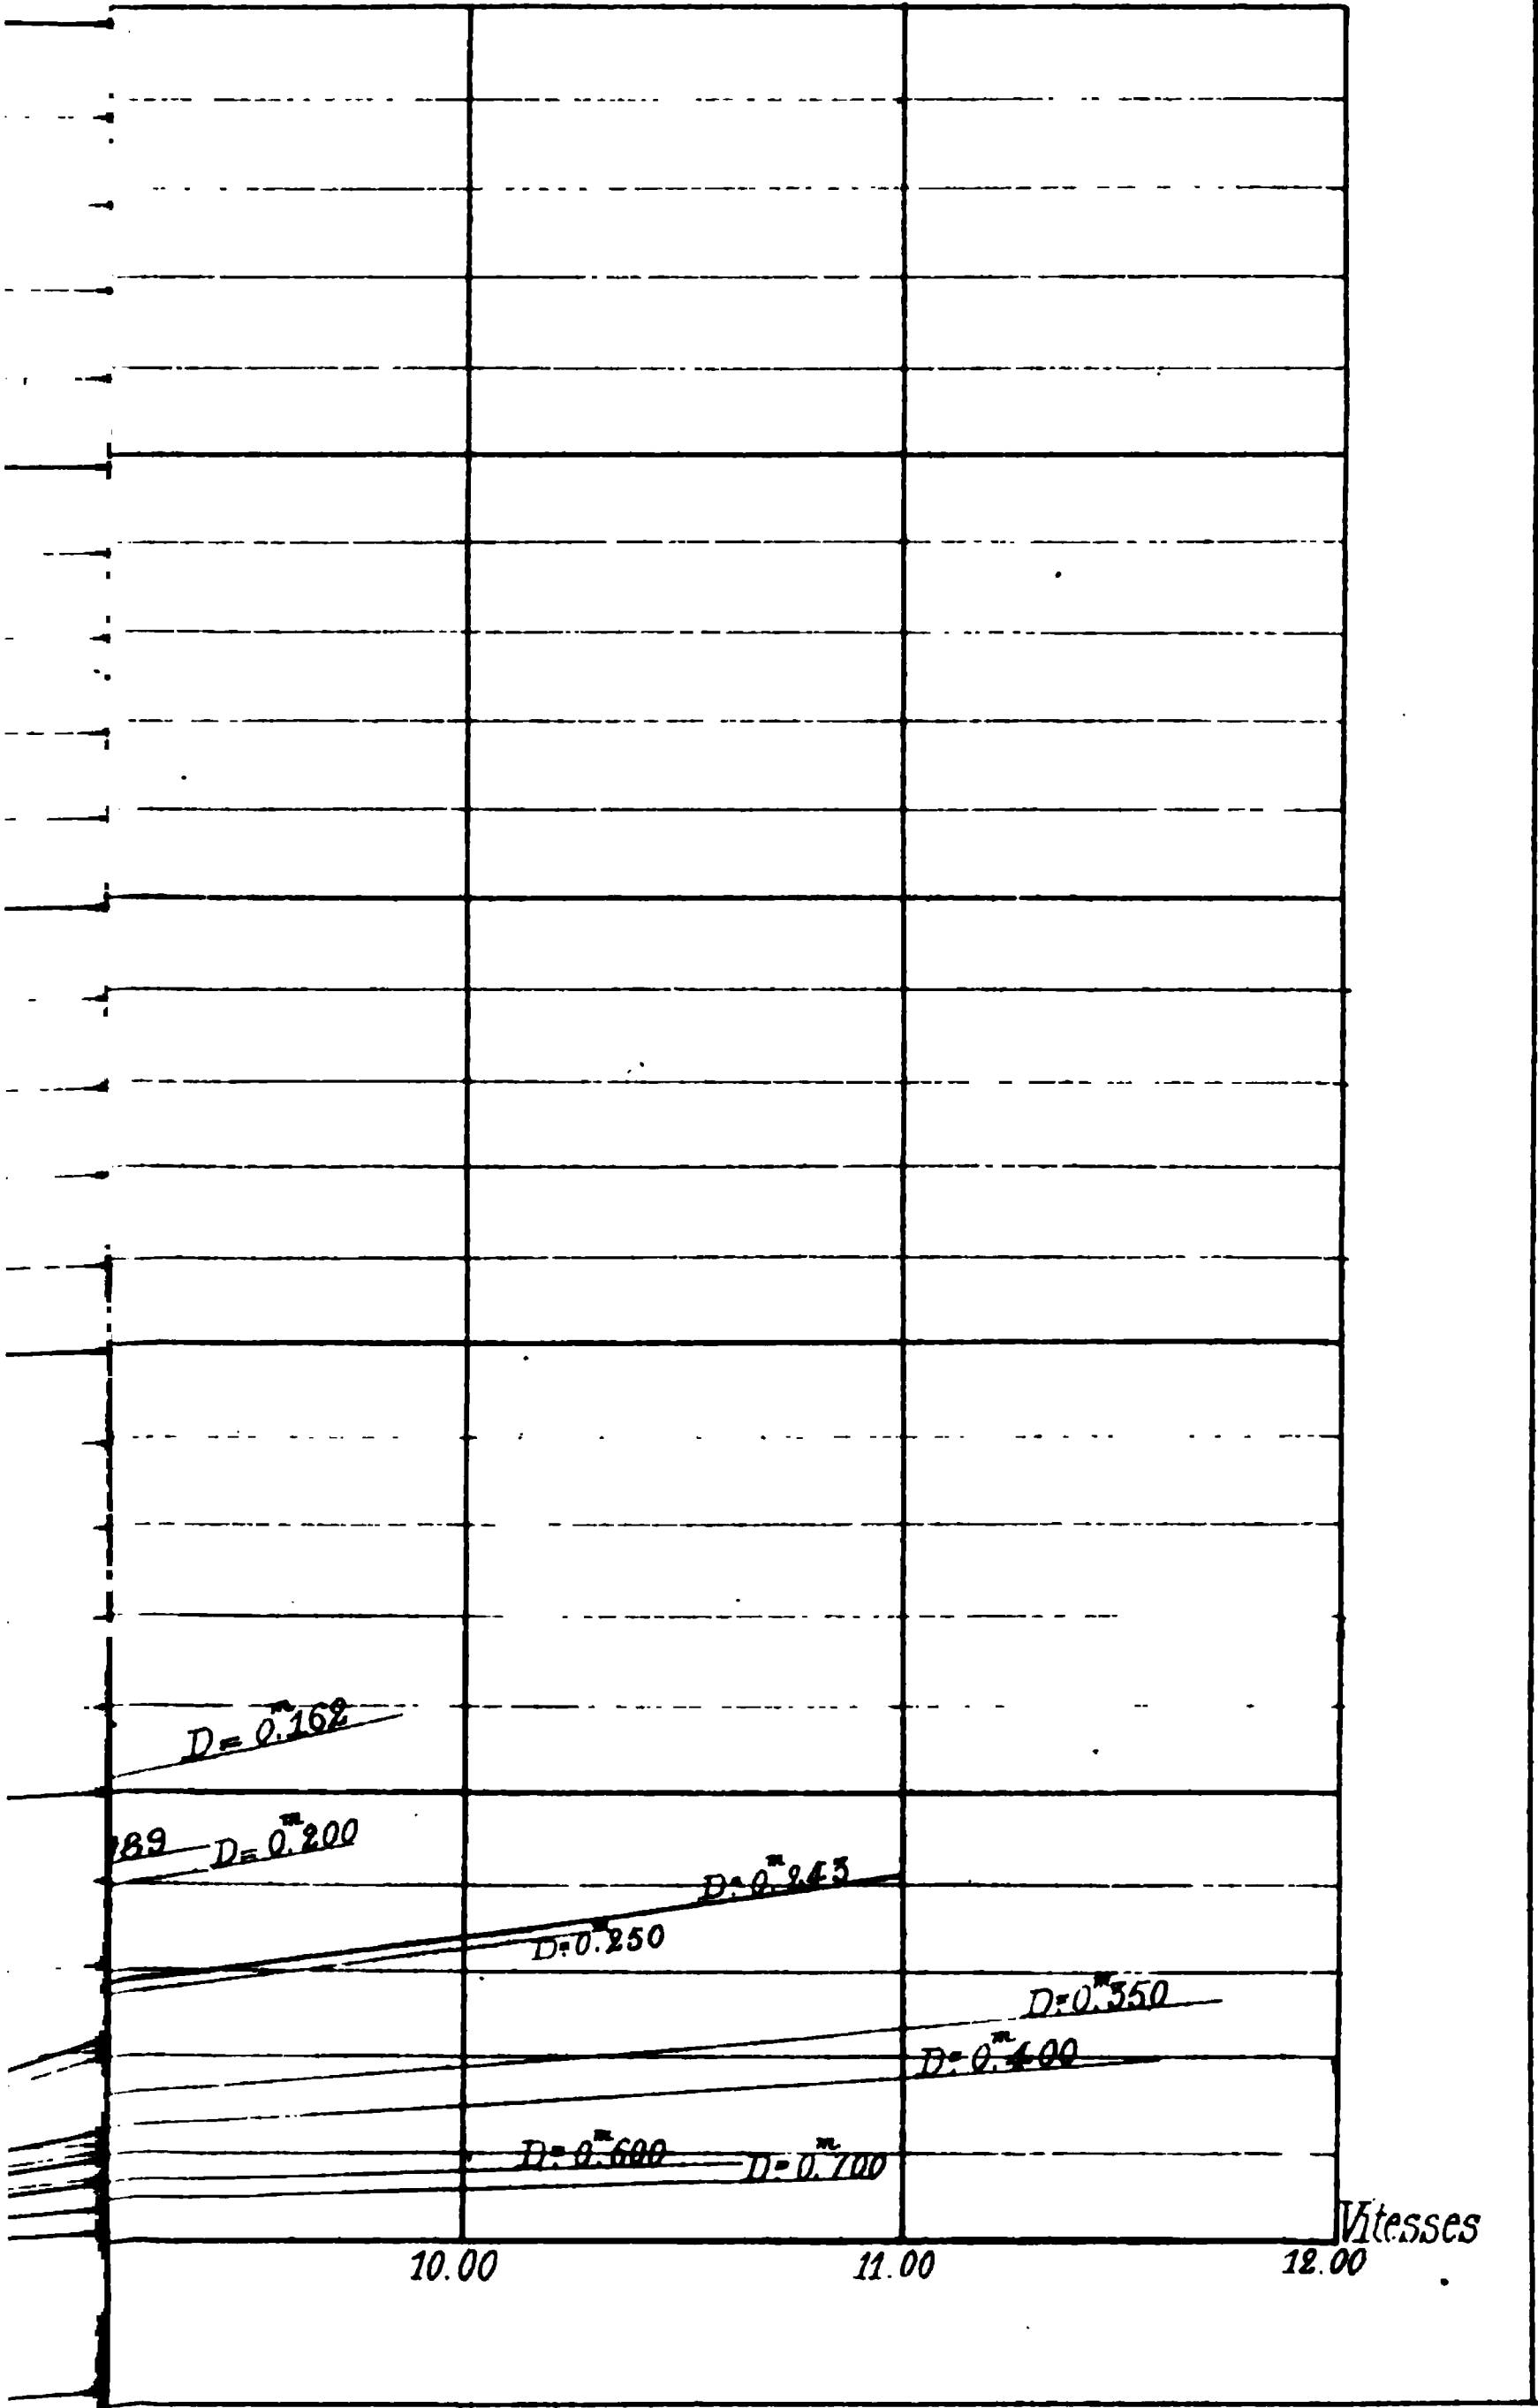 D = 0.ᵐ162
189 D = 0.ᵐ200
D = 0.ᵐ243
D = 0.ᵐ250
D = 0.ᵐ350
D = 0.ᵐ400
D = 0.ᵐ600 D = 0.ᵐ700
Vitesses
10.00 11.00 12.00